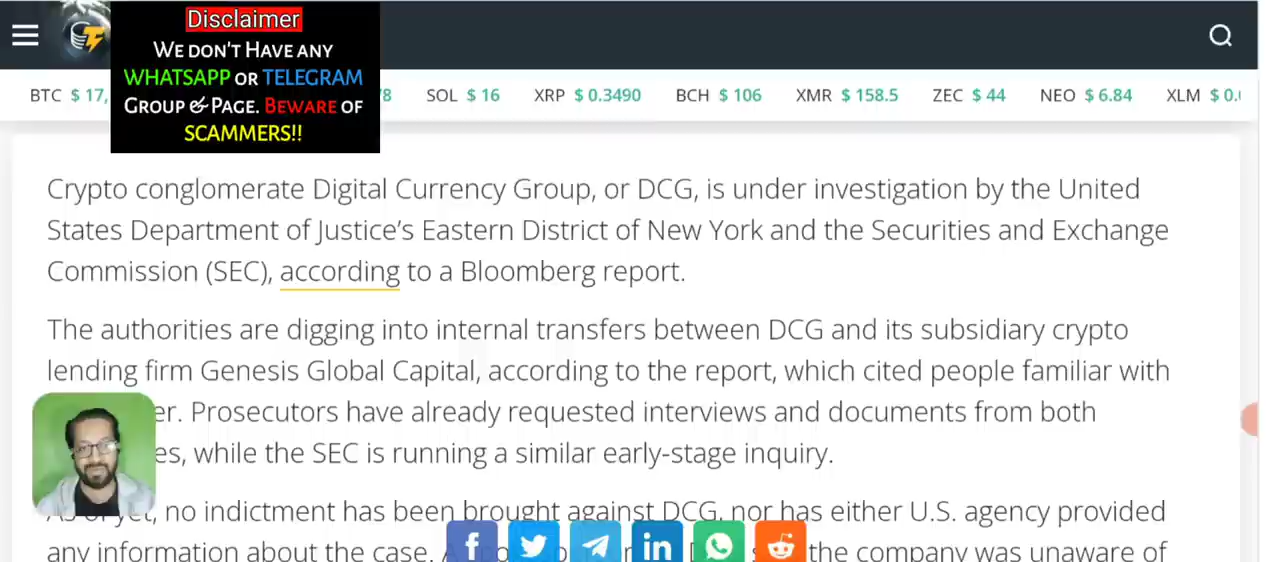 Disclaimer
We don't Have any
WHATSAPP or TELEGRAM
Group & Page. Beware of
SCAMMERS!!
BTC $ 17, 78 SOL $ 16 XRP $ 0.3490 BCH $ 106 XMR $ 158.5 ZEC $ 44 NEO $ 6.84 XLM $ 0.
Crypto conglomerate Digital Currency Group, or DCG, is under investigation by the United
States Department of Justice’s Eastern District of New York and the Securities and Exchange
Commission (SEC), according to a Bloomberg report.
The authorities are digging into internal transfers between DCG and its subsidiary crypto
lending firm Genesis Global Capital, according to the report, which cited people familiar with
er. Prosecutors have already requested interviews and documents from both
es, while the SEC is running a similar early-stage inquiry.
As of yet, no indictment has been brought against DCG, nor has either U.S. agency provided
any information about the case. the company was unaware of